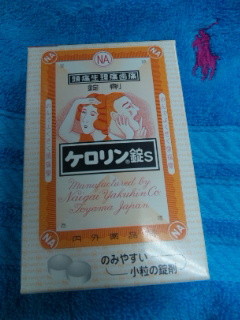 NA
頭痛生理痛歯痛
錠剤
ケロリン®錠S
Manufactured by
Naigai Yakuhin Co.
Toyama Japan.
内外薬品
NA NA
のみやすい
小粒の錠剤